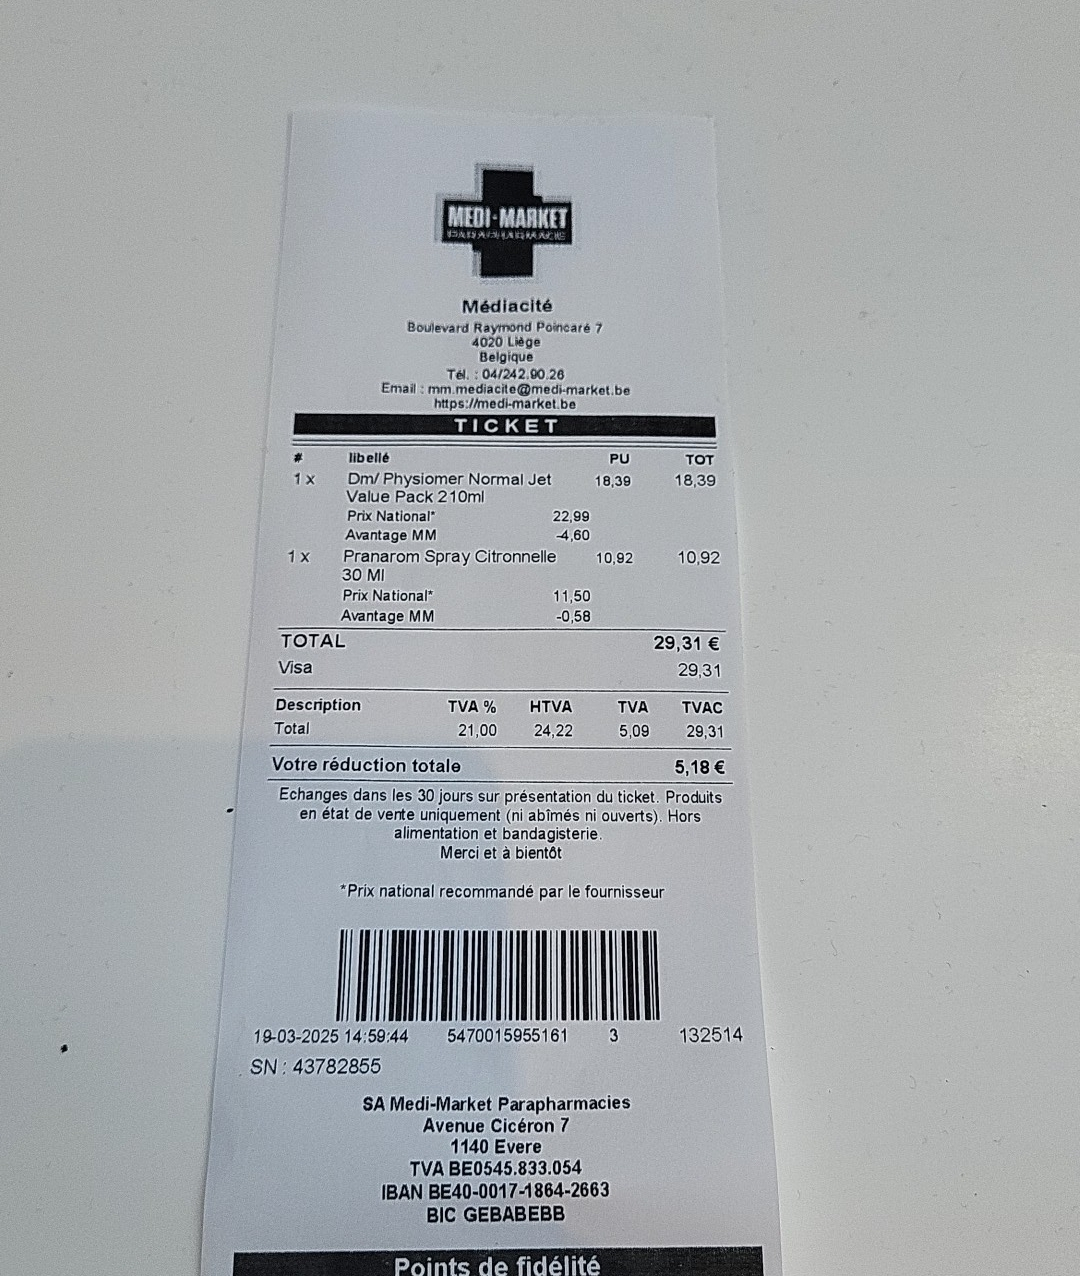 MEDI-MARKET
PARAPHARMACIE
Médiacité
Boulevard Raymond Poincaré 7
4020 Liège
Belgique
Tél. : 04/242.90.26
Email : mm.mediacite@medi-market.be
https://medi-market.be
TICKET
# libellé PU TOT
1 x Dm/ Physiomer Normal Jet 18,39 18,39
Value Pack 210ml
Prix National* 22,99
Avantage MM -4,60
1 x Pranarom Spray Citronnelle 10,92 10,92
30 Ml
Prix National* 11,50
Avantage MM -0,58
TOTAL 29,31 €
Visa 29,31
Description TVA % HTVA TVA TVAC
Total 21,00 24,22 5,09 29,31
Votre réduction totale 5,18 €
Echanges dans les 30 jours sur présentation du ticket. Produits
en état de vente uniquement (ni abîmés ni ouverts). Hors
alimentation et bandagisterie.
Merci et à bientôt
*Prix national recommandé par le fournisseur
19-03-2025 14:59:44 5470015955161 3 132514
SN : 43782855
SA Medi-Market Parapharmacies
Avenue Cicéron 7
1140 Evere
TVA BE0545.833.054
IBAN BE40-0017-1864-2663
BIC GEBABEBB
Points de fidélité